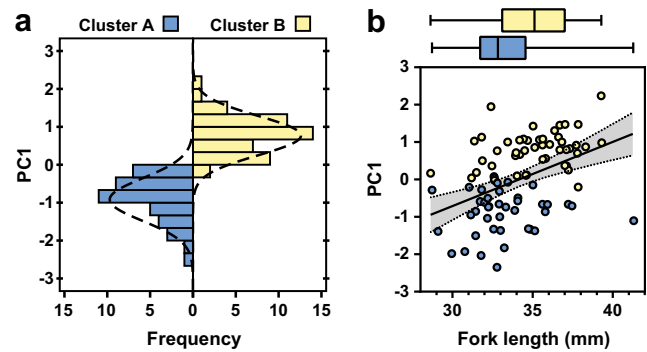 a
Cluster A
Cluster B
3
2
1
0
-1
-2
-3
PC1
15 10 5 0 5 10 15
Frequency
b
2
1
0
-1
-2
-3
PC1
30 35 40
Fork length (mm)